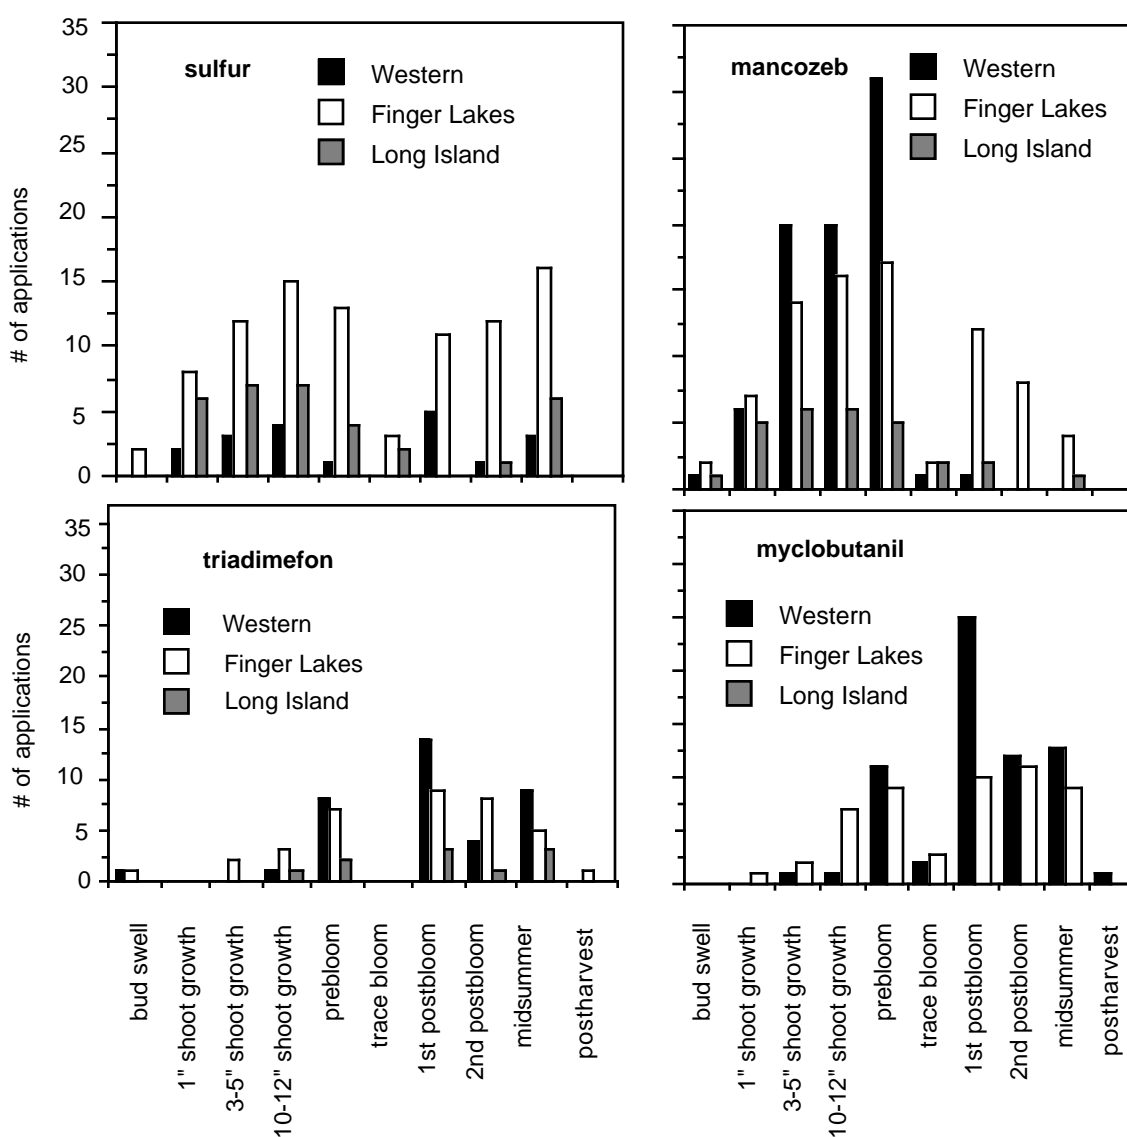 sulfur
Western
Finger Lakes
Long Island
35
30
25
20
15
10
5
0
# of applications
mancozeb
Western
Finger Lakes
Long Island
triadimefon
Western
Finger Lakes
Long Island
35
30
25
20
15
10
5
0
# of applications
bud swell
1" shoot growth
3-5" shoot growth
10-12" shoot growth
prebloom
trace bloom
1st postbloom
2nd postbloom
midsummer
postharvest
myclobutanil
Western
Finger Lakes
Long Island
bud swell
1" shoot growth
3-5" shoot growth
10-12" shoot growth
prebloom
trace bloom
1st postbloom
2nd postbloom
midsummer
postharvest